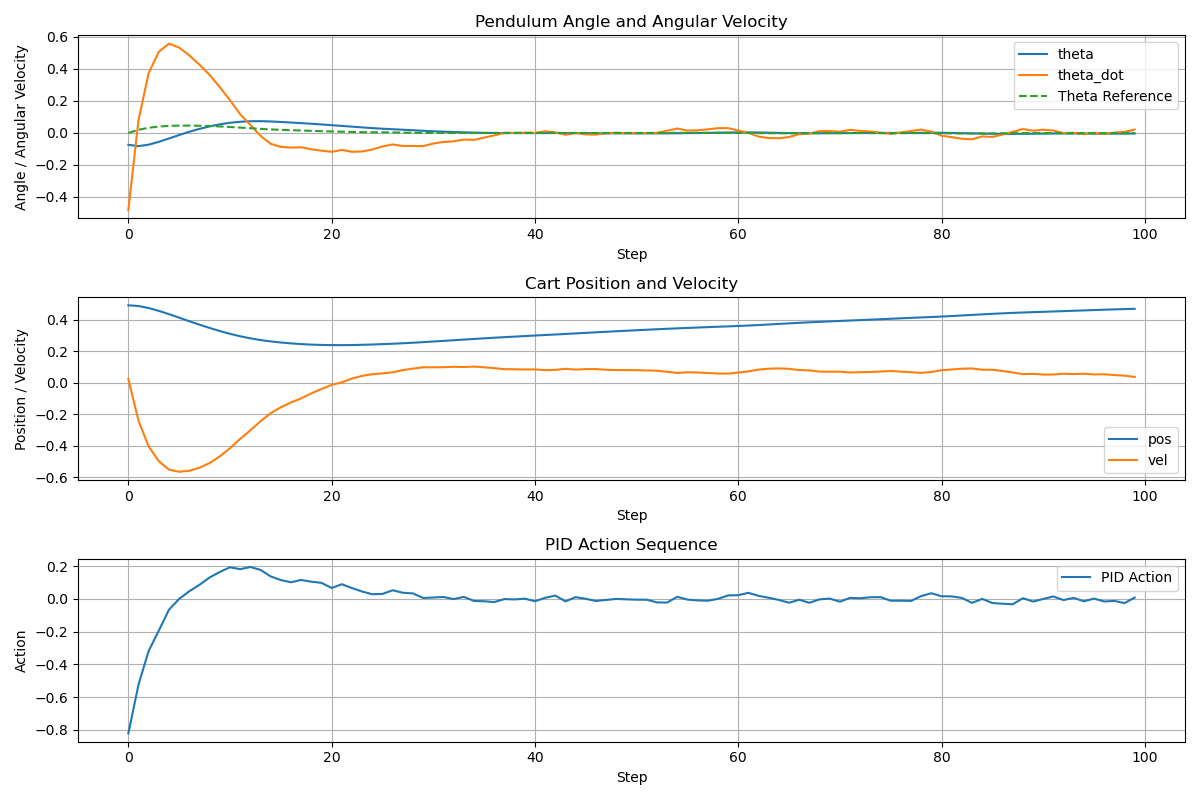 Pendulum Angle and Angular Velocity
Angle / Angular Velocity
0.6
0.4
0.2
0.0
−0.2
−0.4
theta
theta_dot
Theta Reference
0
20
40
60
80
100
Step
Cart Position and Velocity
Position / Velocity
0.4
0.2
0.0
−0.2
−0.4
−0.6
pos
vel
0
20
40
60
80
100
Step
PID Action Sequence
Action
0.2
0.0
−0.2
−0.4
−0.6
−0.8
PID Action
0
20
40
60
80
100
Step